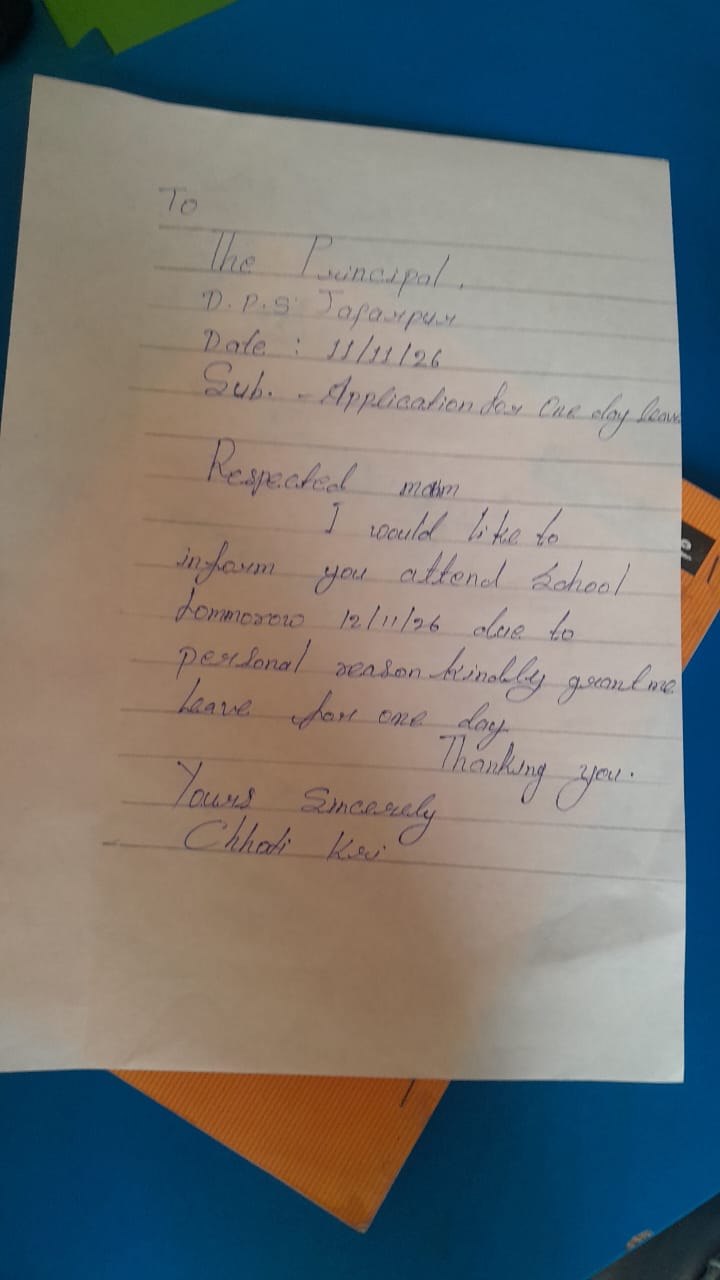 To
The Principal,
D.P.S Jafarpur
Date : 11/11/26
Sub. - Application for one day leave
Respected mam
I would like to
inform you attend School
tommorow 12/11/26 due to
personal reason kindly grant me
Leave for one day
Thanking you.
Yours Sincerely
Chhoti Kri